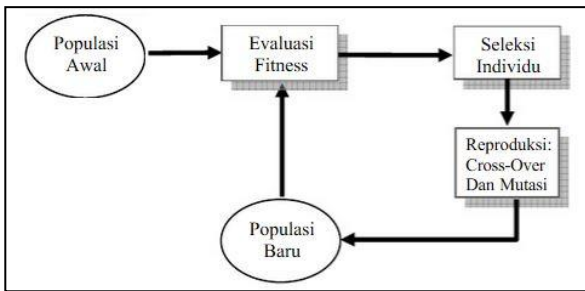 Populasi
Awal
Evaluasi
Fitness
Seleksi
Individu
Reproduksi:
Cross-Over
Dan Mutasi
Populasi
Baru